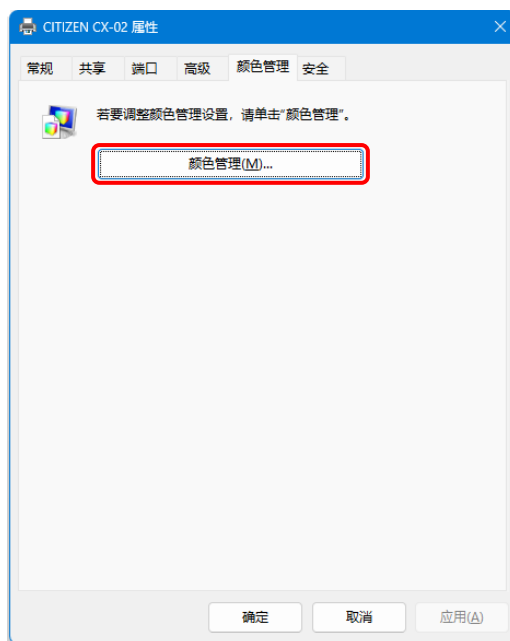 CITIZEN CX-02 属性
常规 共享 端口 高级 颜色管理 安全
若要调整颜色管理设置，请单击“颜色管理”。
颜色管理(M)...
确定 取消 应用(A)